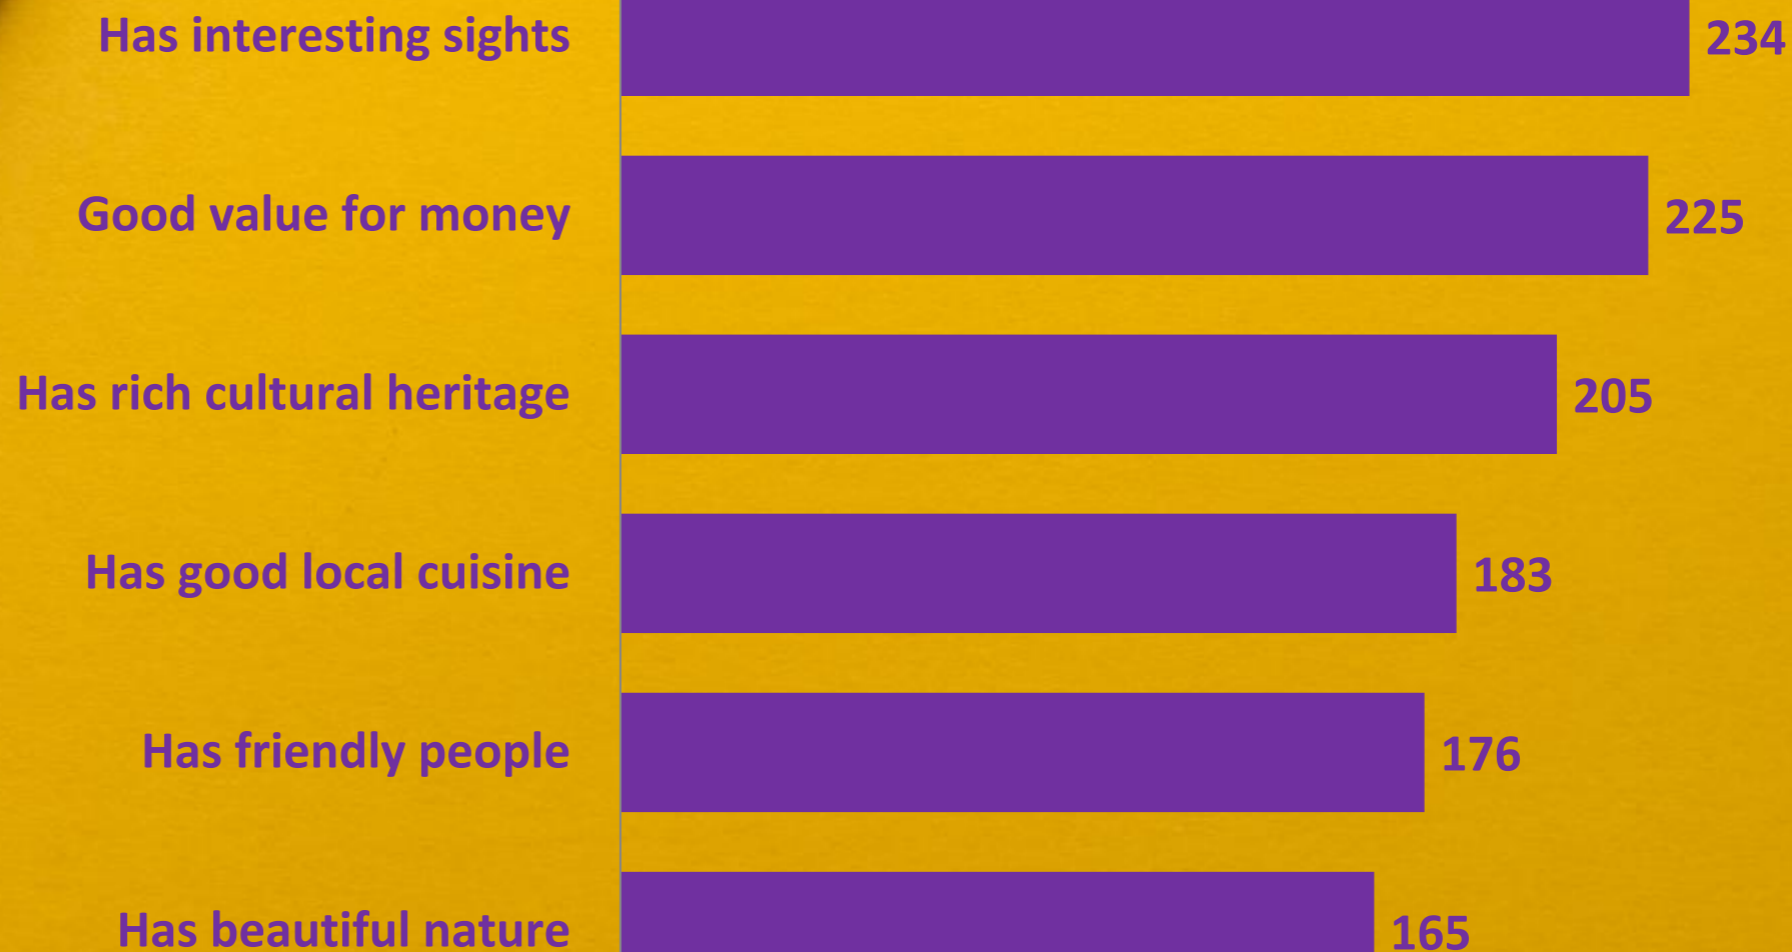 Has interesting sights 234
Good value for money 225
Has rich cultural heritage 205
Has good local cuisine 183
Has friendly people 176
Has beautiful nature 165